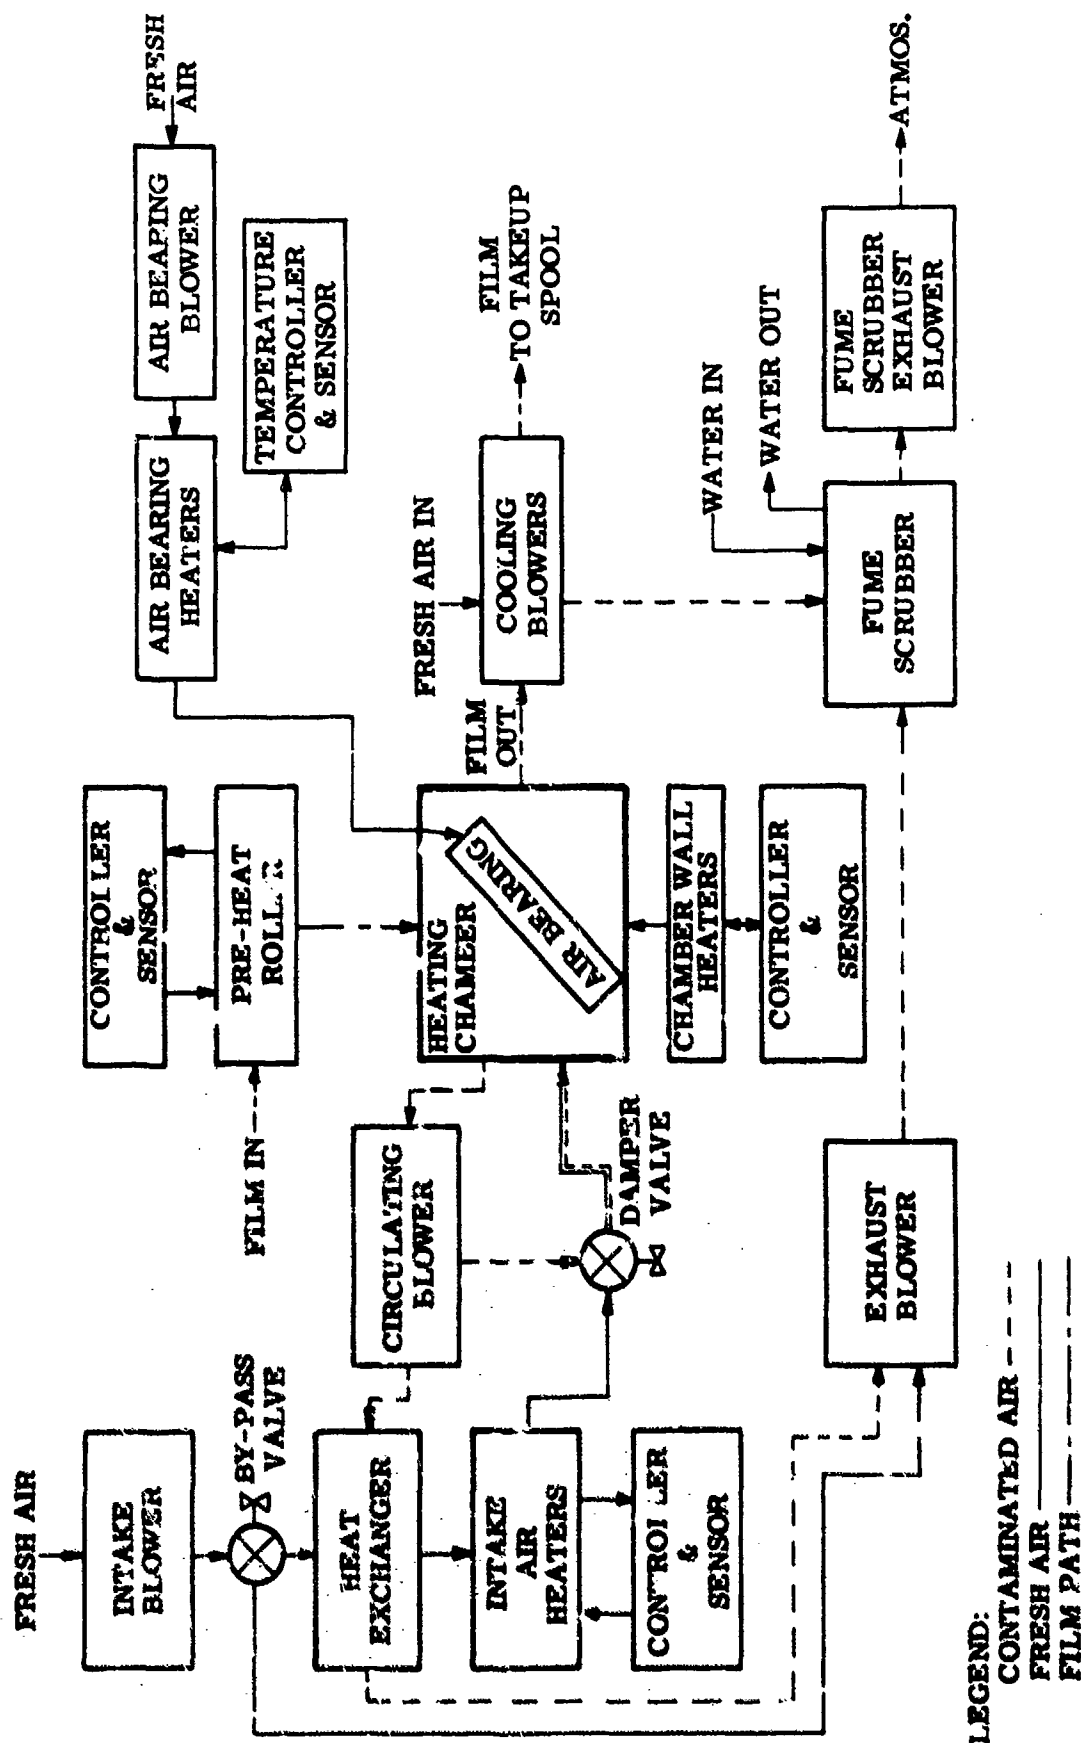 FRESH AIR
INTAKE
BLOWER
BY-PASS
VALVE
HEAT
EXCHANGER
INTAKE
AIR
HEATERS
CONTROLLER
&
SENSOR
FILM IN
CONTROLLER
&
SENSOR
PRE-HEAT
ROLLER
CIRCULATING
BLOWER
DAMPER
VALVE
HEATING
CHAMBER
AIR BEARING
CHAMBER WALL
HEATERS
CONTROLLER
&
SENSOR
FRESH
AIR
AIR BEARING
BLOWER
AIR BEARING
HEATERS
TEMPERATURE
CONTROLLER
& SENSOR
FILM
OUT
FRESH AIR IN
COOLING
BLOWERS
FILM
TO TAKEUP
SPOOL
EXHAUST
BLOWER
WATER IN
WATER OUT
FUME
SCRUBBER
FUME
SCRUBBER
EXHAUST
BLOWER
ATMOS.
LEGEND:
CONTAMINATED AIR
FRESH AIR
FILM PATH